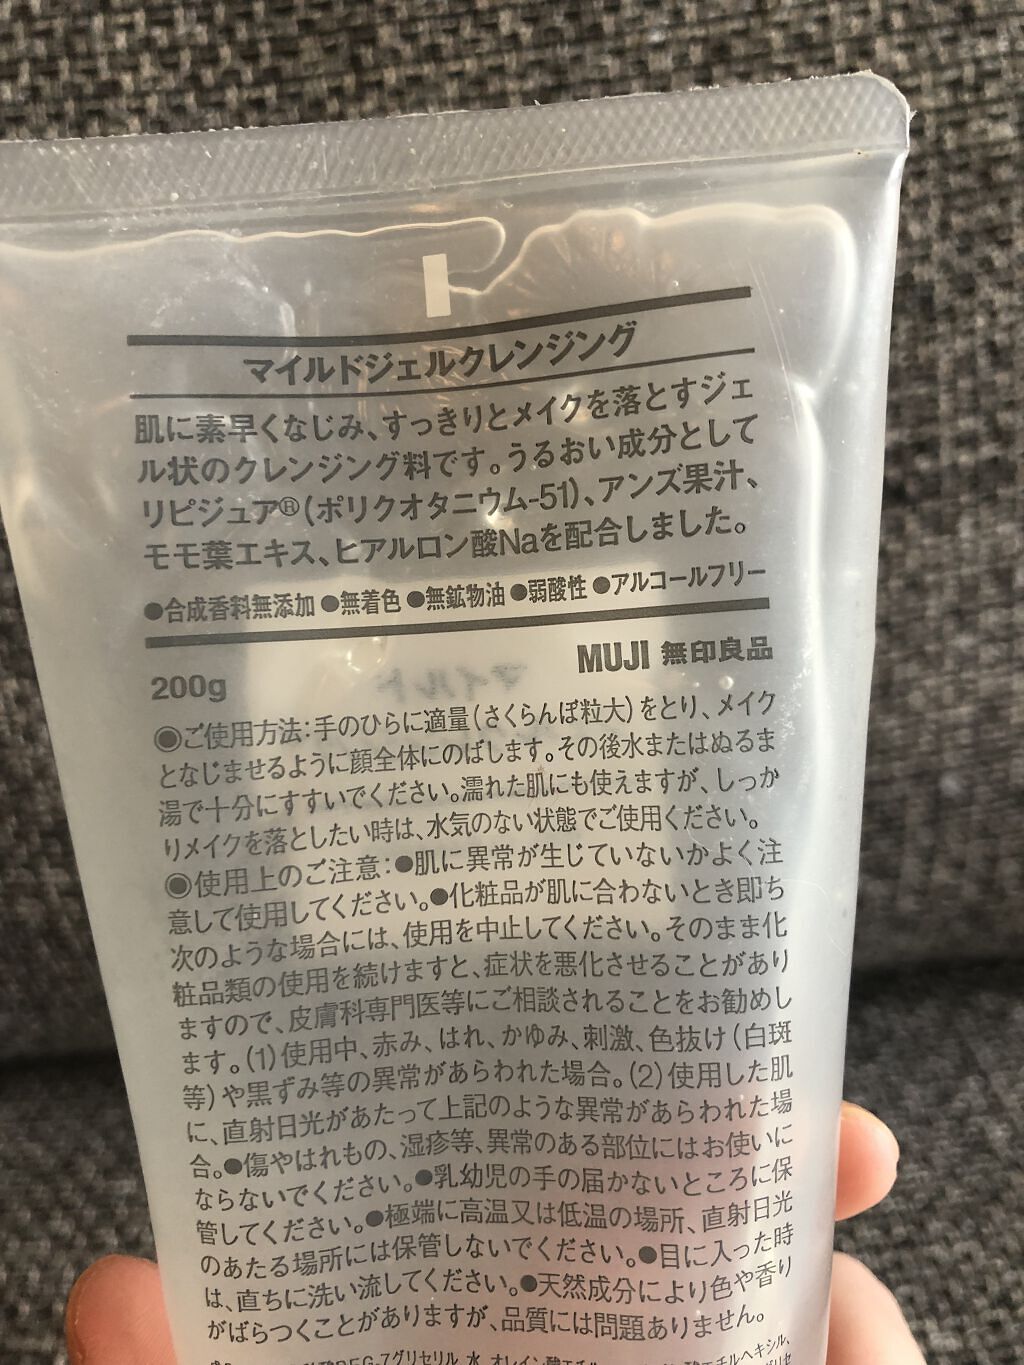 マイルドジェルクレンジング
肌に素早くなじみ、すっきりとメイクを落とすジェ
ル状のクレンジング料です。うるおい成分として
リピジュア®(ポリクオタニウム-51)、アンズ果汁、
モモ葉エキス、ヒアルロン酸Naを配合しました。
●合成香料無添加 ●無着色 ●無鉱物油 ●弱酸性 ●アルコールフリー
MUJI 無印良品
200g
マイルド
◉ご使用方法:手のひらに適量(さくらんぼ粒大)をとり、メイク
となじませるように顔全体にのばします。その後水またはぬるま
湯で十分にすすいでください。濡れた肌にも使えますが、しっか
りメイクを落としたい時は、水気のない状態でご使用ください。
◉使用上のご注意:●肌に異常が生じていないかよく注
意して使用してください。●化粧品が肌に合わないとき即ち
次のような場合には、使用を中止してください。そのまま化
粧品類の使用を続けますと、症状を悪化させることがあり
ますので、皮膚科専門医等にご相談されることをお勧めし
ます。(1)使用中、赤み、はれ、かゆみ、刺激、色抜け(白斑
等)や黒ずみ等の異常があらわれた場合。(2)使用した肌
に、直射日光があたって上記のような異常があらわれた場
合。●傷やはれもの、湿疹等、異常のある部位にはお使いに
ならないでください。●乳幼児の手の届かないところに保
管してください。●極端に高温又は低温の場所、直射日光
のあたる場所には保管しないでください。●目に入った時
は、直ちに洗い流してください。●天然成分により色や香り
がばらつくことがありますが、品質には問題ありません。
PEG-7グリセリル、水、オレイン酸エチル 酸エチルヘキシル、